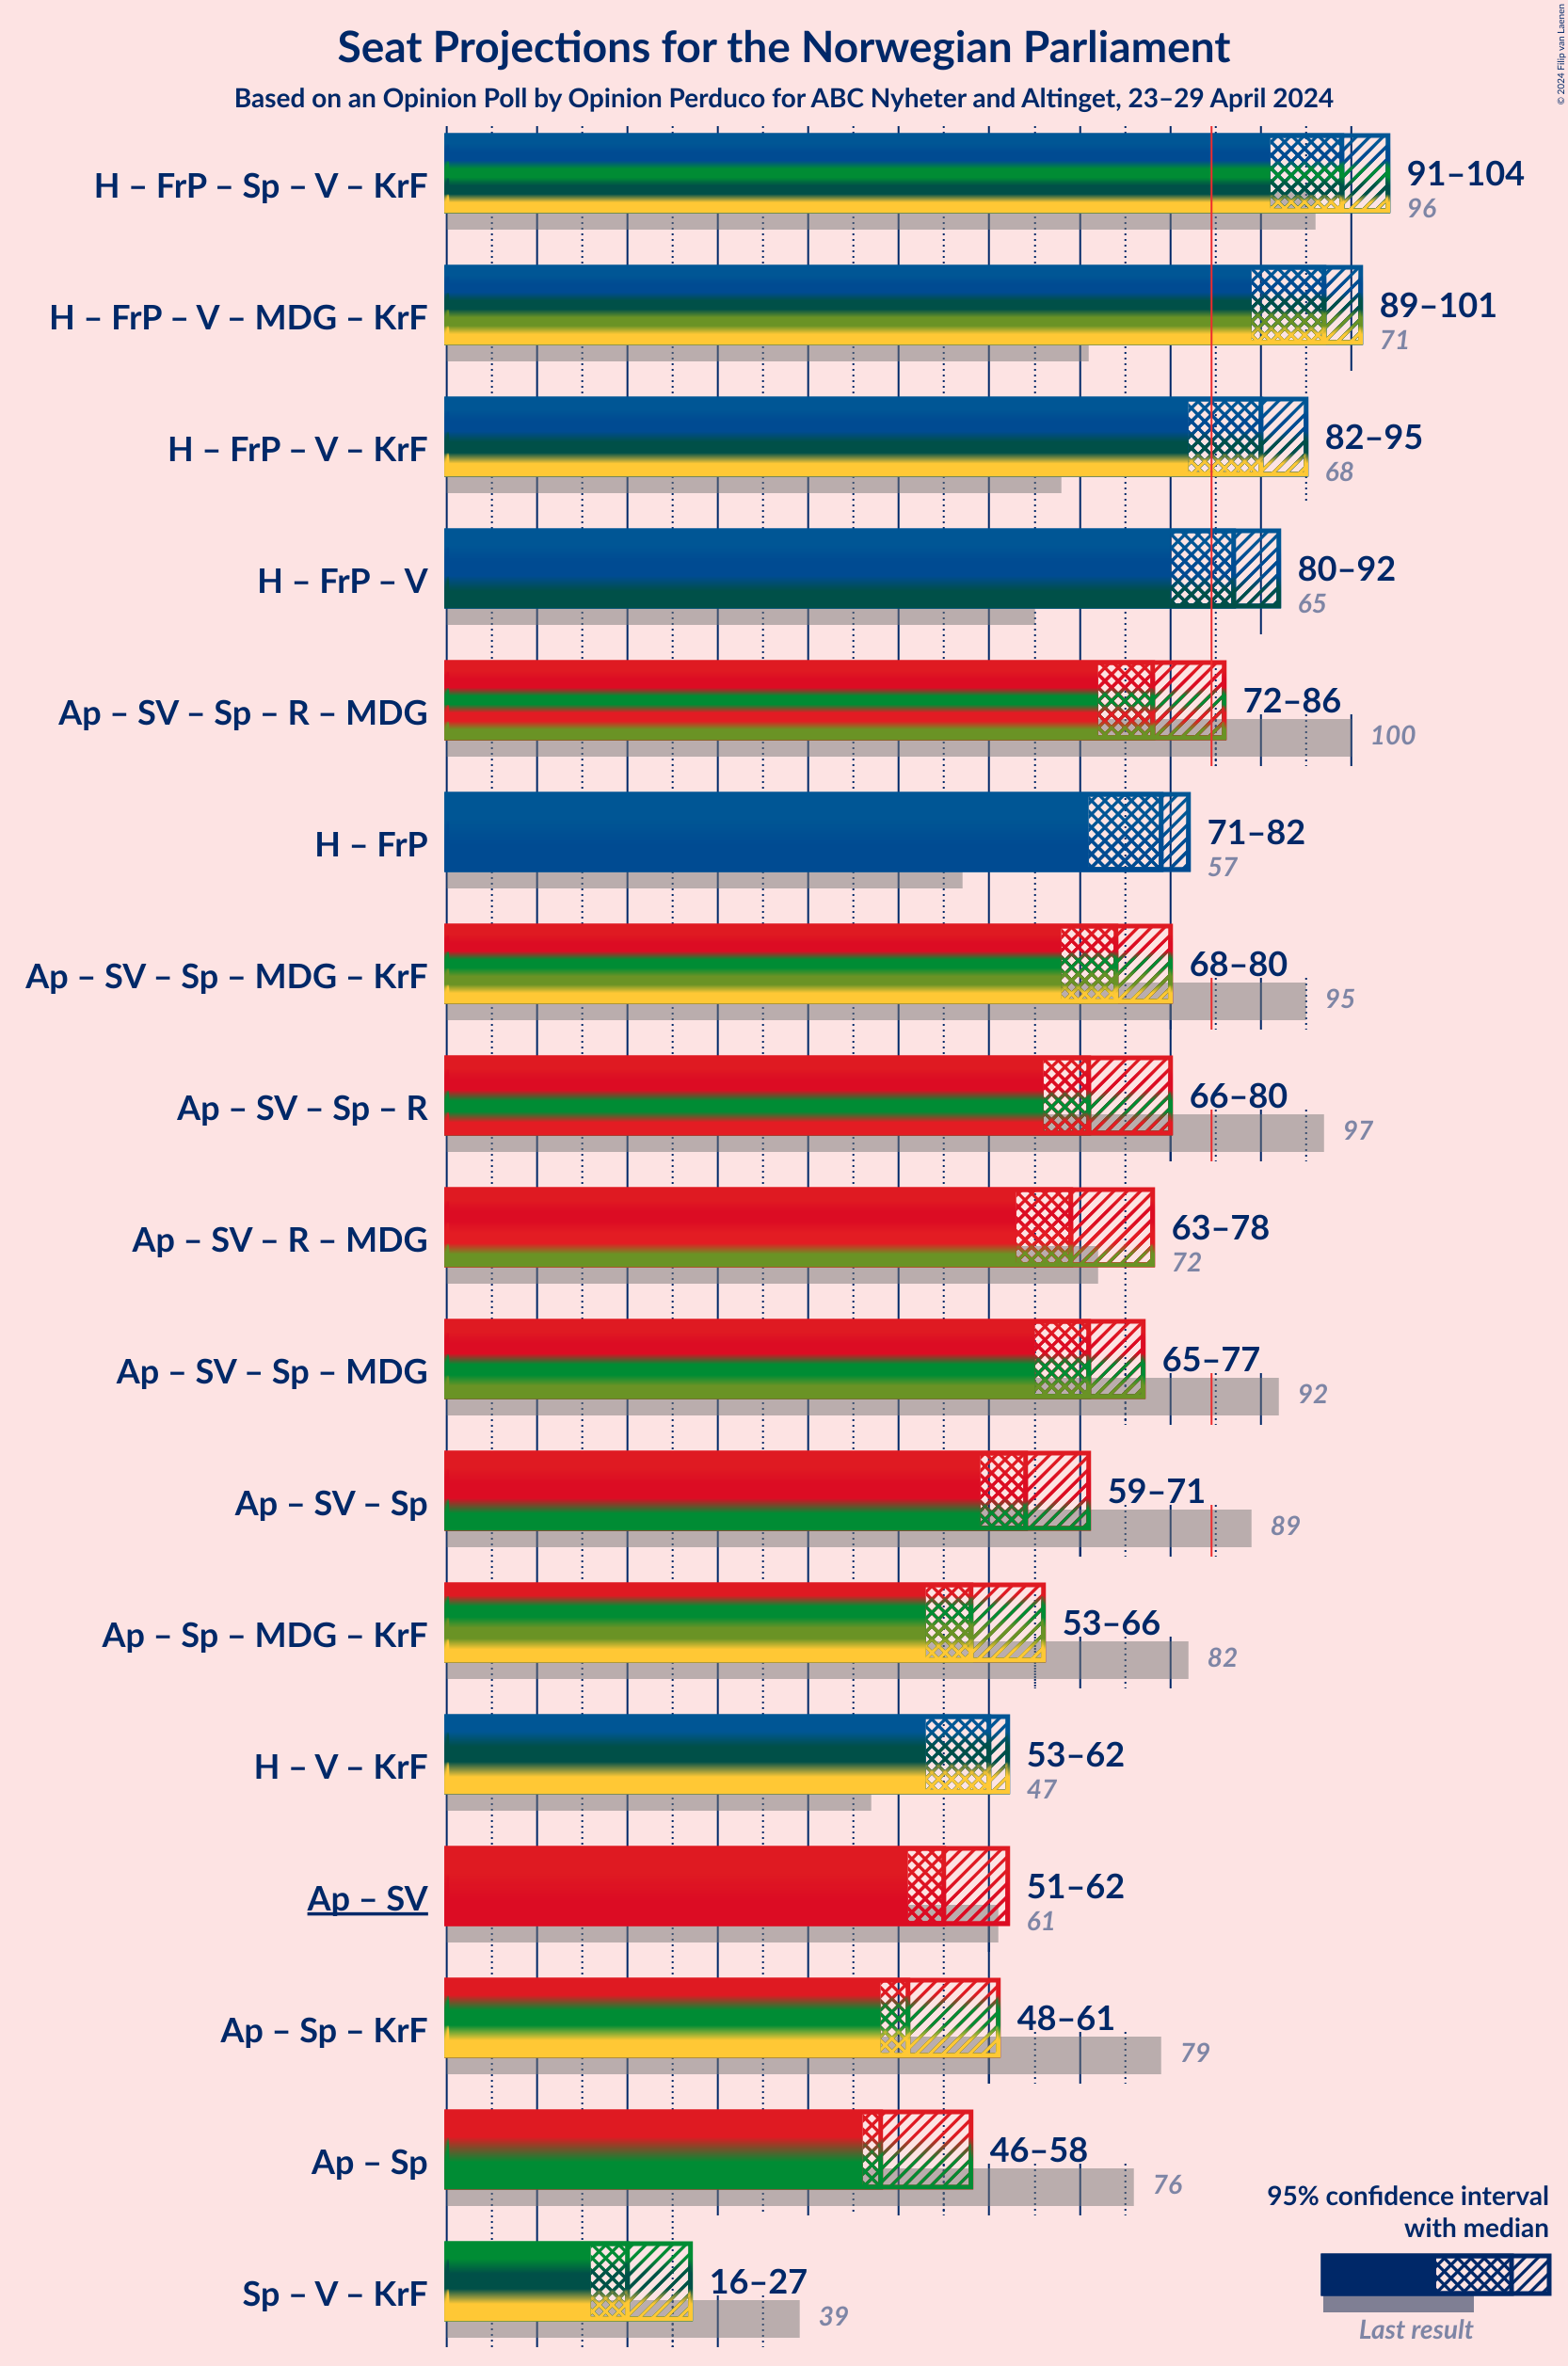 © 2024 Filip van Laenen
Seat Projections for the Norwegian Parliament
Based on an Opinion Poll by Opinion Perduco for ABC Nyheter and Altinget, 23–29 April 2024
H – FrP – Sp – V – KrF
91–104
96
H – FrP – V – MDG – KrF
89–101
71
H – FrP – V – KrF
82–95
68
H – FrP – V
80–92
65
Ap – SV – Sp – R – MDG
72–86
100
H – FrP
71–82
57
Ap – SV – Sp – MDG – KrF
68–80
95
Ap – SV – Sp – R
66–80
97
Ap – SV – R – MDG
63–78
72
Ap – SV – Sp – MDG
65–77
92
Ap – SV – Sp
59–71
89
Ap – Sp – MDG – KrF
53–66
82
H – V – KrF
53–62
47
Ap – SV
51–62
61
Ap – Sp – KrF
48–61
79
Ap – Sp
46–58
76
Sp – V – KrF
16–27
39
95% confidence interval
with median
Last result